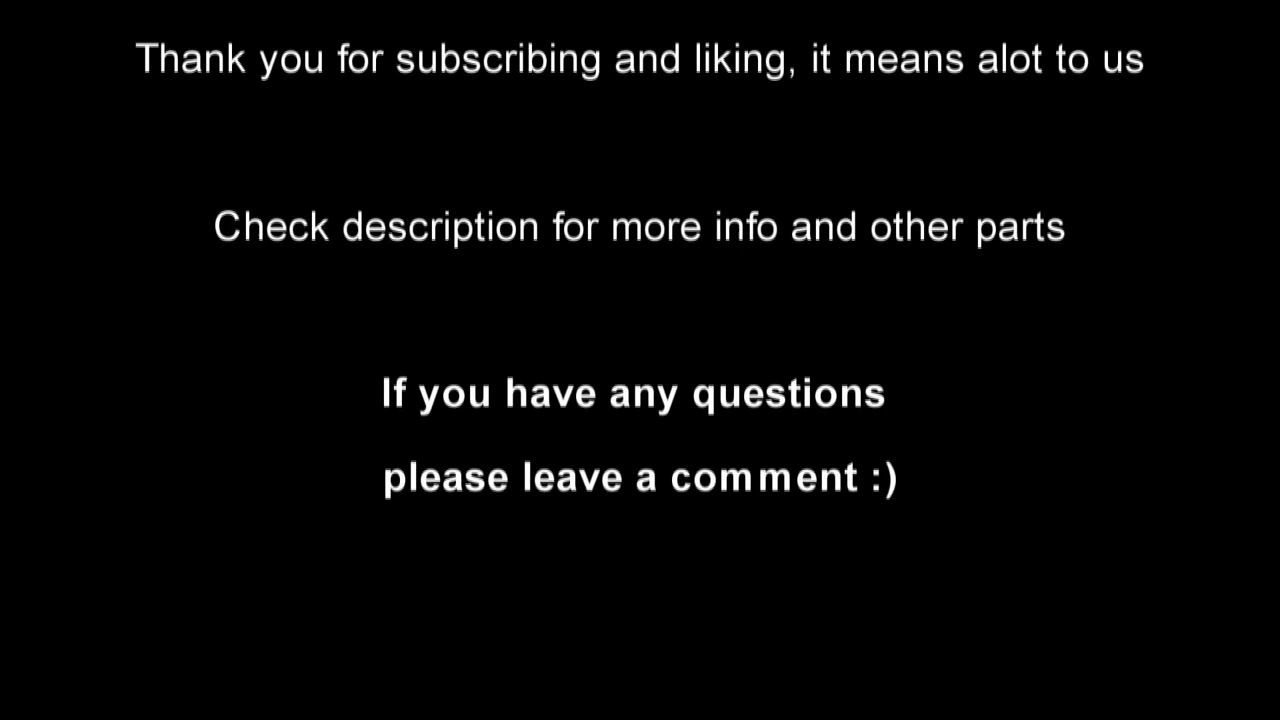 Thank you for subscribing and liking, it means alot to us
Check description for more info and other parts
If you have any questions
please leave a comment :)